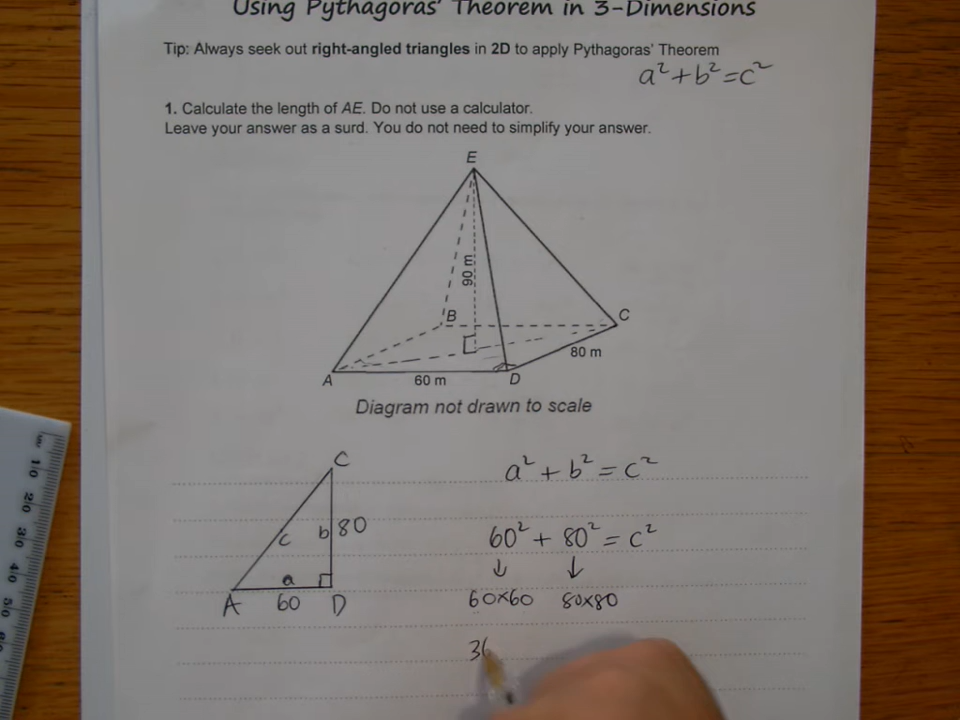 Using Pythagoras' Theorem in 3-Dimensions
Tip: Always seek out right-angled triangles in 2D to apply Pythagoras' Theorem
a² + b² = c²
1. Calculate the length of AE. Do not use a calculator.
Leave your answer as a surd. You do not need to simplify your answer.
E
90 m
B
C
80 m
A
60 m
D
Diagram not drawn to scale
C
a² + b² = c²
c
b
80
60² + 80² = c²
a
A
60
D
60×60
80×80
36
10
20
30
40
50